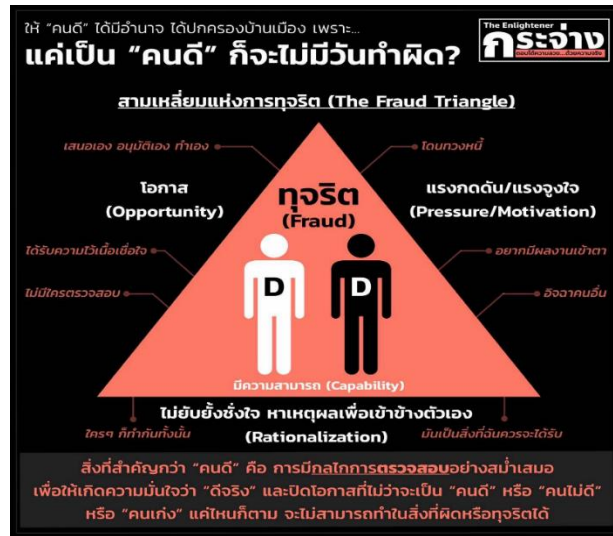 ให้ “คนดี” ได้มีอำนาจ ได้ปกครองบ้านเมือง เพราะ...
แค่เป็น “คนดี” ก็จะไม่มีวันทำผิด?
The Enlightener
กระจ่าง
สามเหลี่ยมแห่งการทุจริต (The Fraud Triangle)
เสนอเอง อนุมัติเอง ทำเอง
โดนทวงหนี้
โอกาส
(Opportunity)
ทุจริต
(Fraud)
แรงกดดัน/แรงจูงใจ
(Pressure/Motivation)
ได้รับความไว้เนื้อเชื่อใจ
อยากมีผลงานเข้าตา
ไม่มีใครตรวจสอบ
อิจฉาคนอื่น
D D
มีความสามารถ (Capability)
ไม่ยับยั้งชั่งใจ หาเหตุผลเพื่อเข้าข้างตัวเอง
(Rationalization)
ใครๆ ก็ทำกันทั้งนั้น
มันเป็นสิ่งที่ฉันควรจะได้รับ
สิ่งที่สำคัญกว่า “คนดี” คือ การมีกลไกการตรวจสอบอย่างสม่ำเสมอ
เพื่อให้เกิดความมั่นใจว่า “ดีจริง” และปิดโอกาสที่ไม่ว่าจะเป็น “คนดี” หรือ “คนไม่ดี”
หรือ “คนเก่ง” แค่ไหนก็ตาม จะไม่สามารถทำในสิ่งที่ผิดหรือทุจริตได้